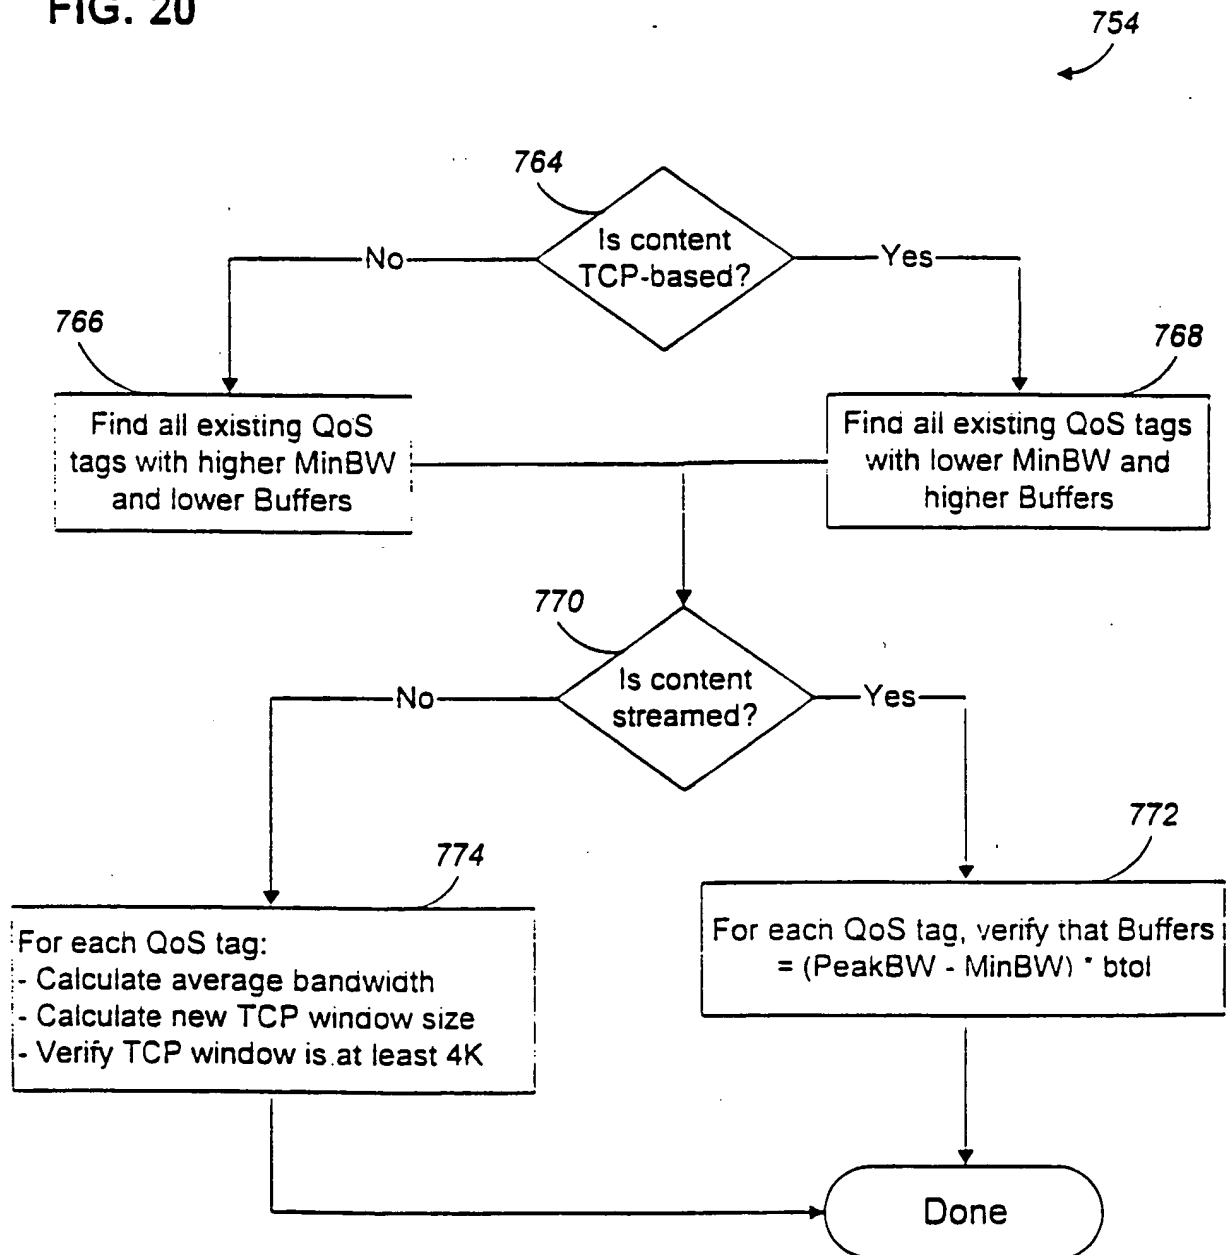 FIG. 20
754
764
Is content
TCP-based?
No
Yes
766
768
Find all existing QoS
tags with higher MinBW
and lower Buffers
Find all existing QoS tags
with lower MinBW and
higher Buffers
770
Is content
streamed?
No
Yes
772
774
For each QoS tag:
- Calculate average bandwidth
- Calculate new TCP window size
- Verify TCP window is at least 4K
For each QoS tag, verify that Buffers
= (PeakBW - MinBW) * btol
Done